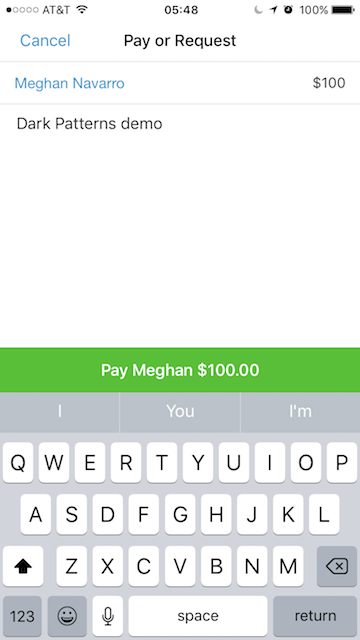 AT&T 05:48 100%
Cancel Pay or Request
Meghan Navarro $100
Dark Patterns demo
Pay Meghan $100.00
I You I'm
Q W E R T Y U I O P
A S D F G H J K L
Z X C V B N M
123 space return